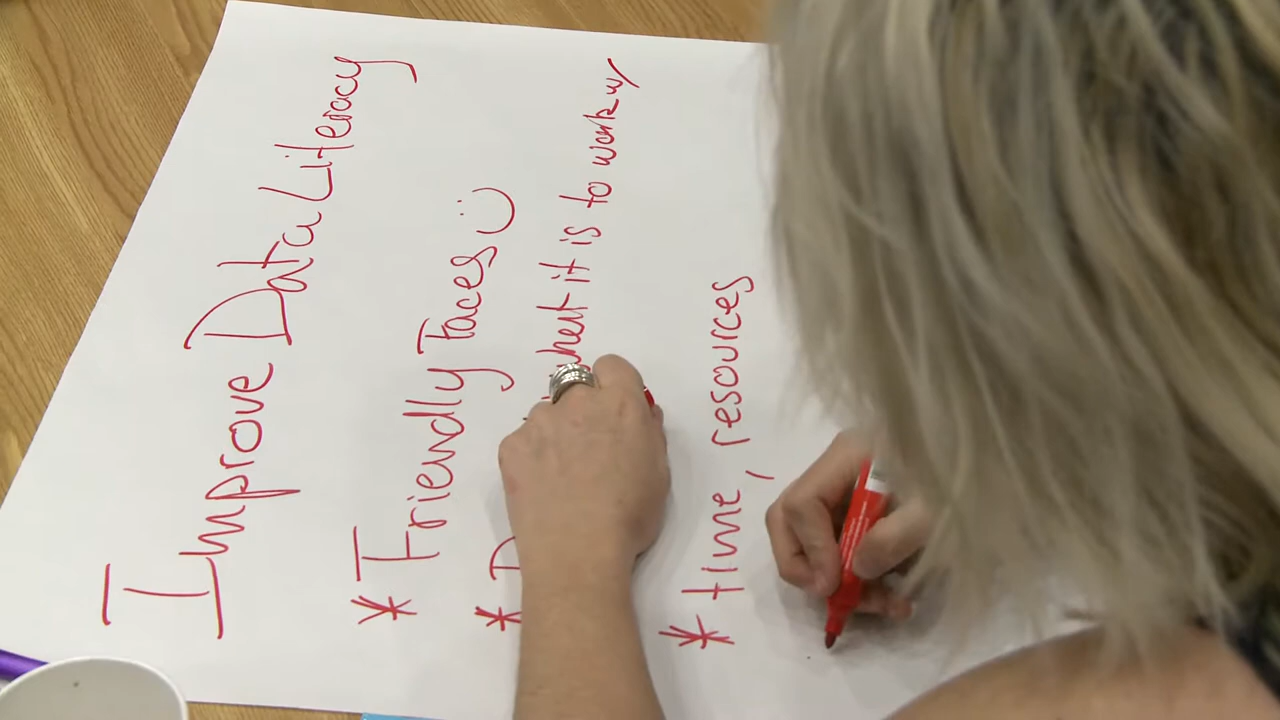 Improve Data Literacy
* Friendly Faces :)
* what it is to work w/
* time, resources